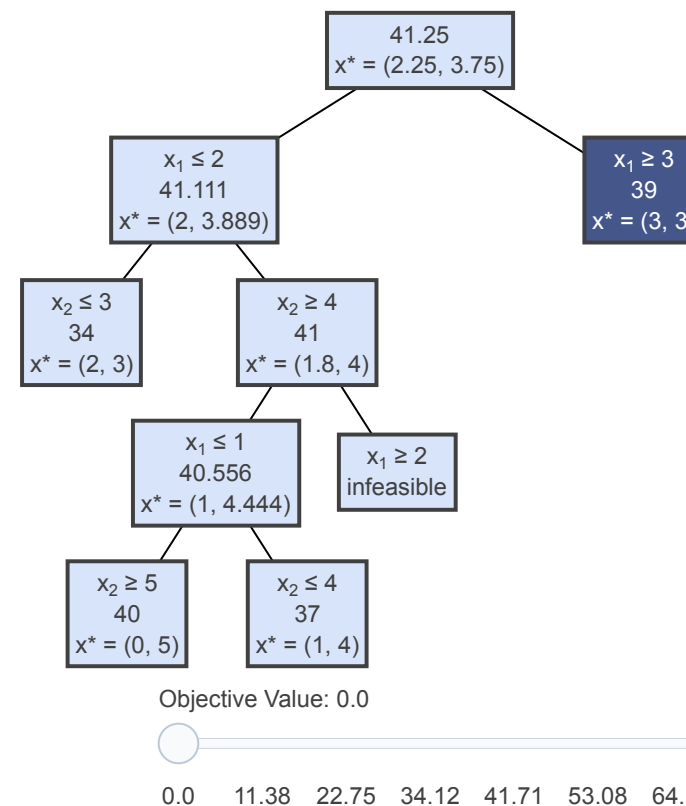 41.25
x* = (2.25, 3.75)
x₁ ≤ 2
41.111
x* = (2, 3.889)
x₁ ≥ 3
39
x* = (3, 3
x₂ ≤ 3
34
x* = (2, 3)
x₂ ≥ 4
41
x* = (1.8, 4)
x₁ ≤ 1
40.556
x* = (1, 4.444)
x₁ ≥ 2
infeasible
x₂ ≥ 5
40
x* = (0, 5)
x₂ ≤ 4
37
x* = (1, 4)
Objective Value: 0.0
0.0 11.38 22.75 34.12 41.71 53.08 64.